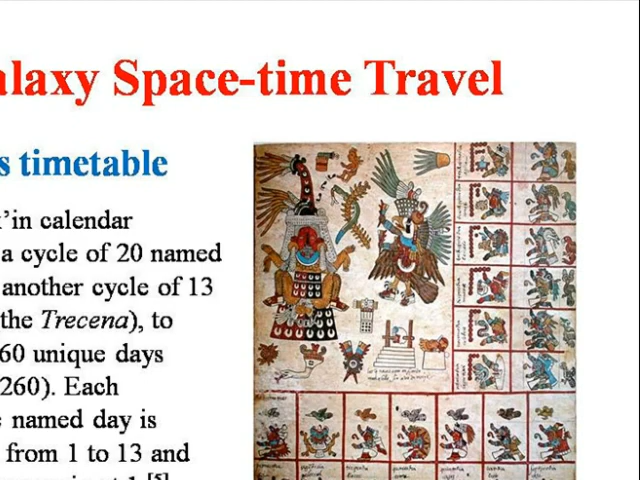 alaxy Space-time Travel
s timetable
k'in calendar
a cycle of 20 named
another cycle of 13
the Trecena), to
60 unique days
260). Each
named day is
from 1 to 13 and
[5]